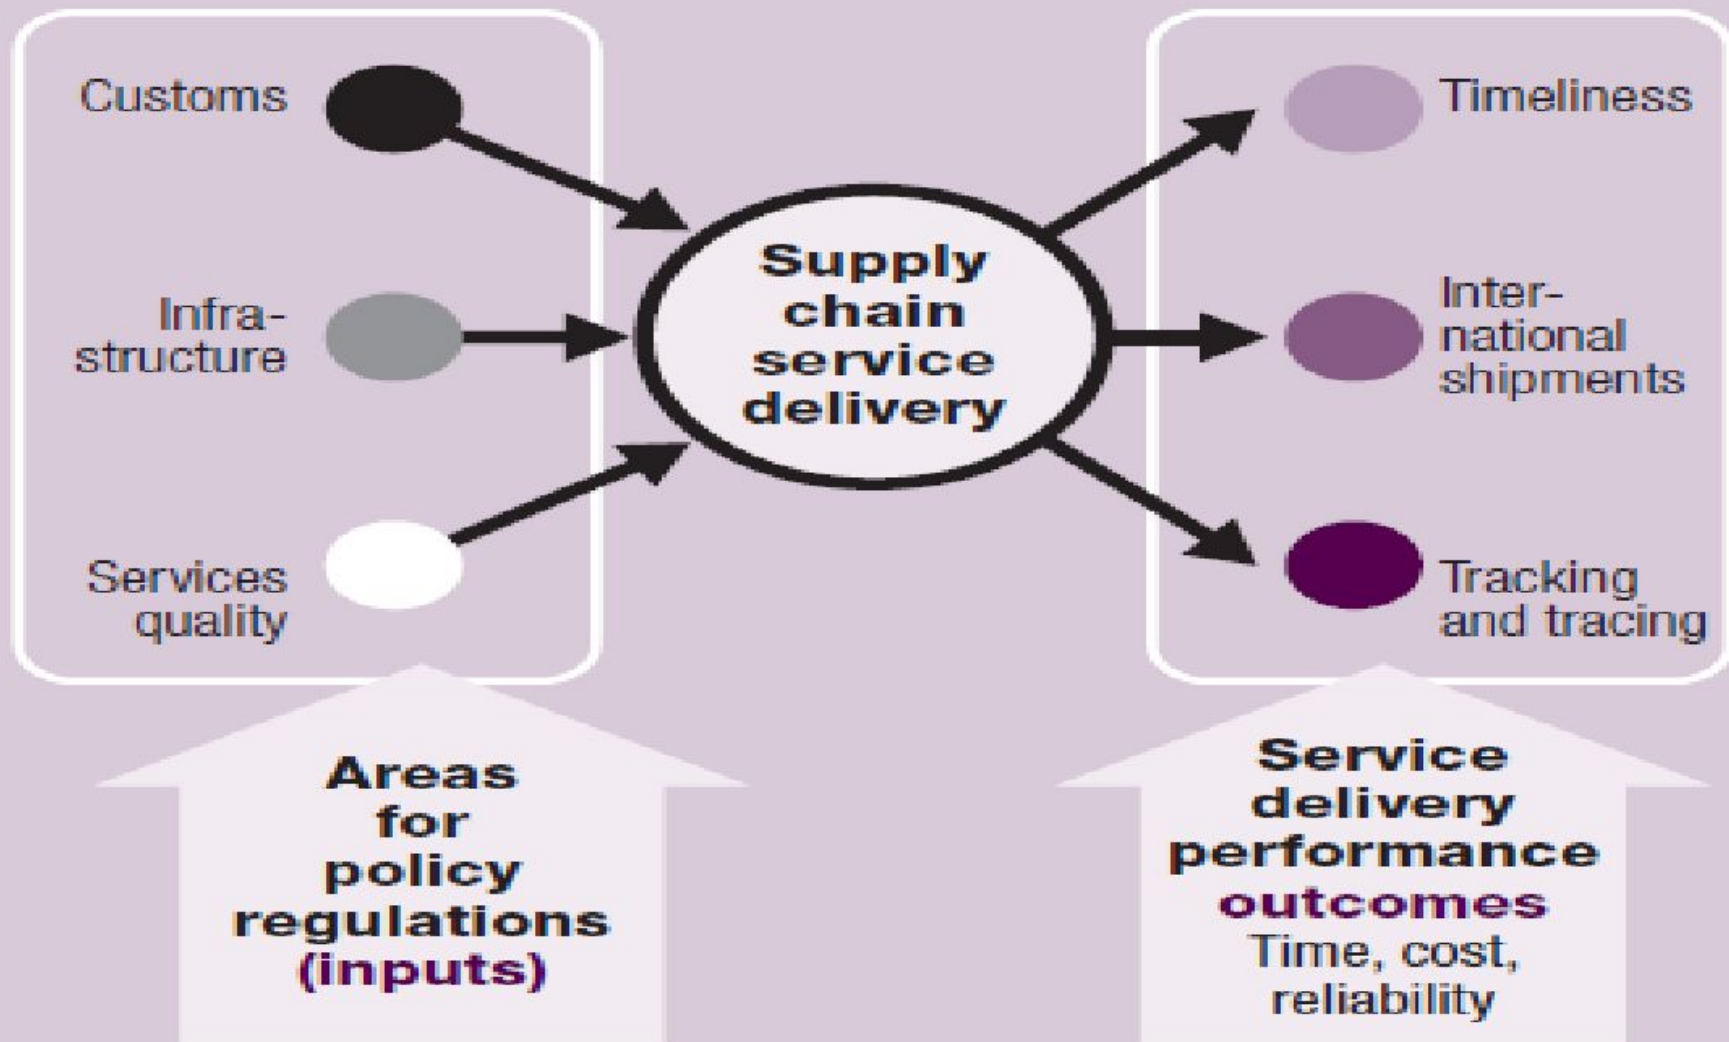 Customs
Infra-
structure
Services
quality
Supply
chain
service
delivery
Timeliness
Inter-
national
shipments
Tracking
and tracing
Areas
for
policy
regulations
(inputs)
Service
delivery
performance
outcomes
Time, cost,
reliability